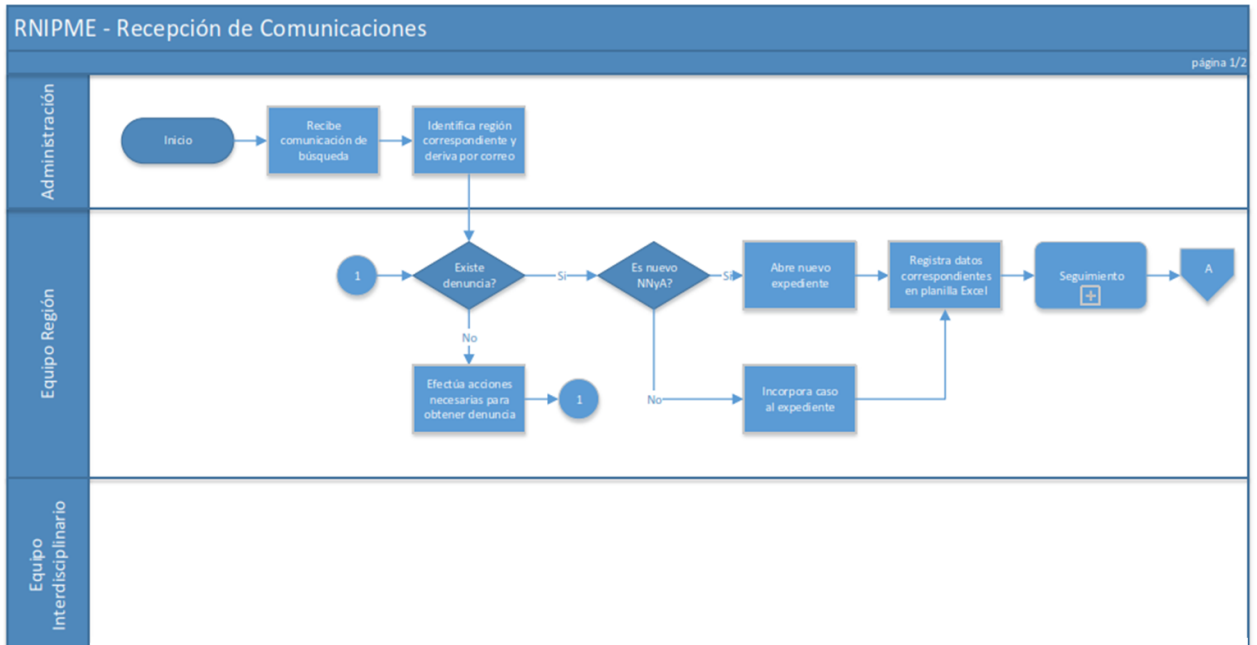 RNIPME - Recepción de Comunicaciones
página 1/2
Administración
Inicio
Recibe
comunicación de
búsqueda
Identifica región
correspondiente y
deriva por correo
Equipo Región
1
Existe
denuncia?
Si
Es nuevo
NNyA?
Si
Abre nuevo
expediente
Registra datos
correspondientes
en planilla Excel
Seguimiento
A
No
Efectúa acciones
necesarias para
obtener denuncia
1
No
Incorpora caso
al expediente
Equipo
Interdisciplinario